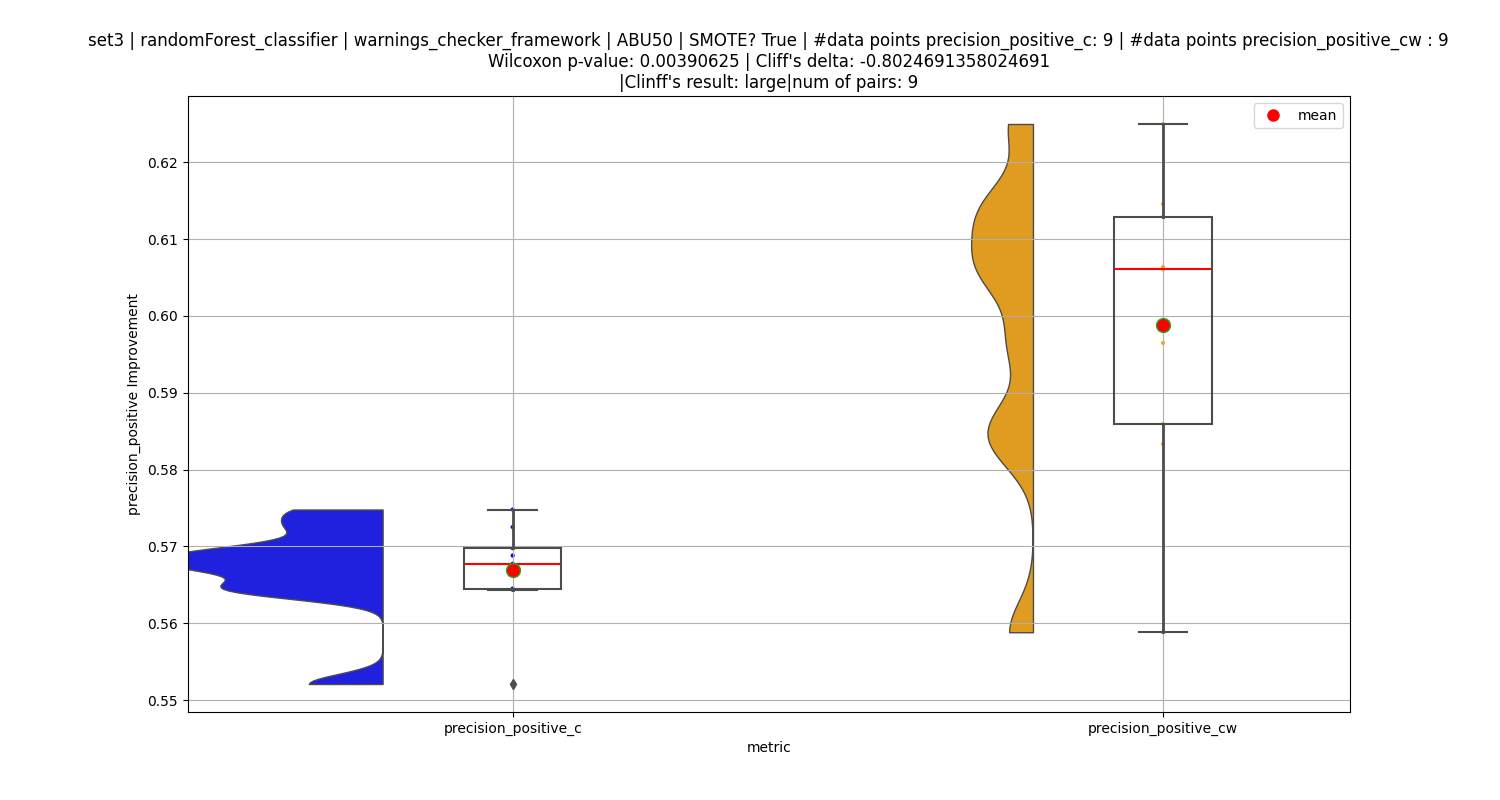 set3 | randomForest_classifier | warnings_checker_framework | ABU50 | SMOTE? True | #data points precision_positive_c: 9 | #data points precision_positive_cw : 9
Wilcoxon p-value: 0.00390625 | Cliff's delta: -0.8024691358024691
|Clinff's result: large|num of pairs: 9
mean
precision_positive Improvement
0.62
0.61
0.60
0.59
0.58
0.57
0.56
0.55
precision_positive_c
precision_positive_cw
metric